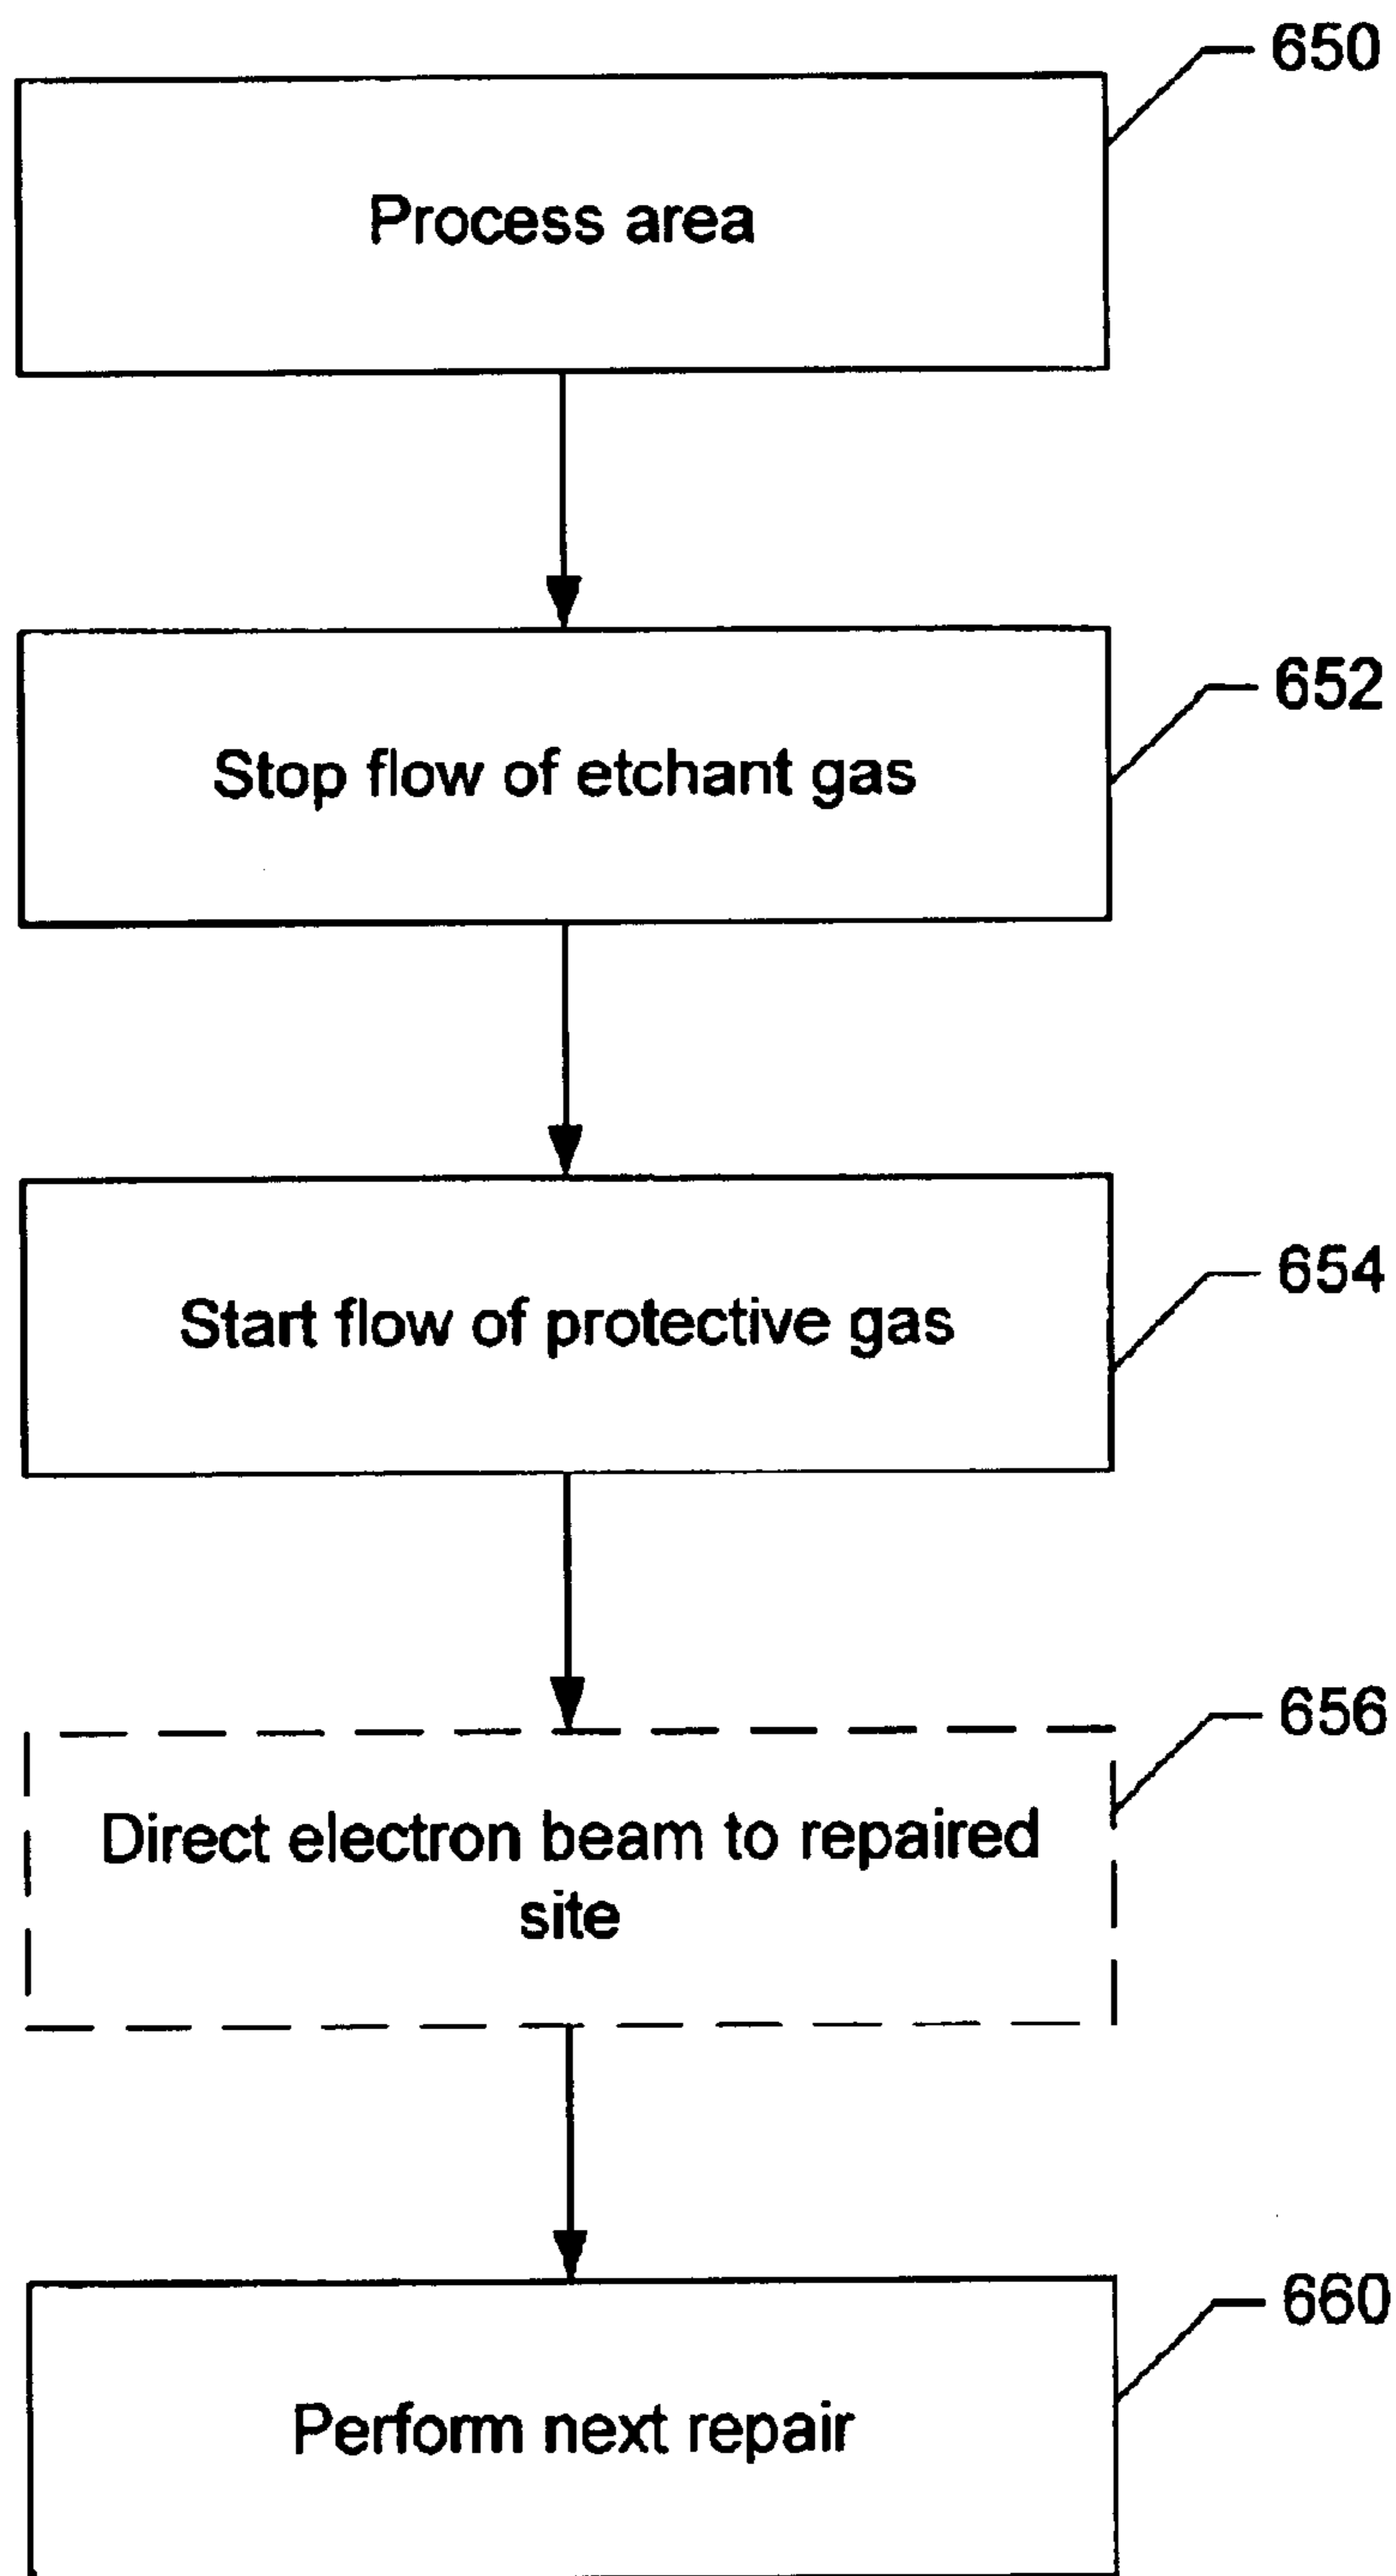 650
Process area
652
Stop flow of etchant gas
654
Start flow of protective gas
656
Direct electron beam to repaired
site
660
Perform next repair